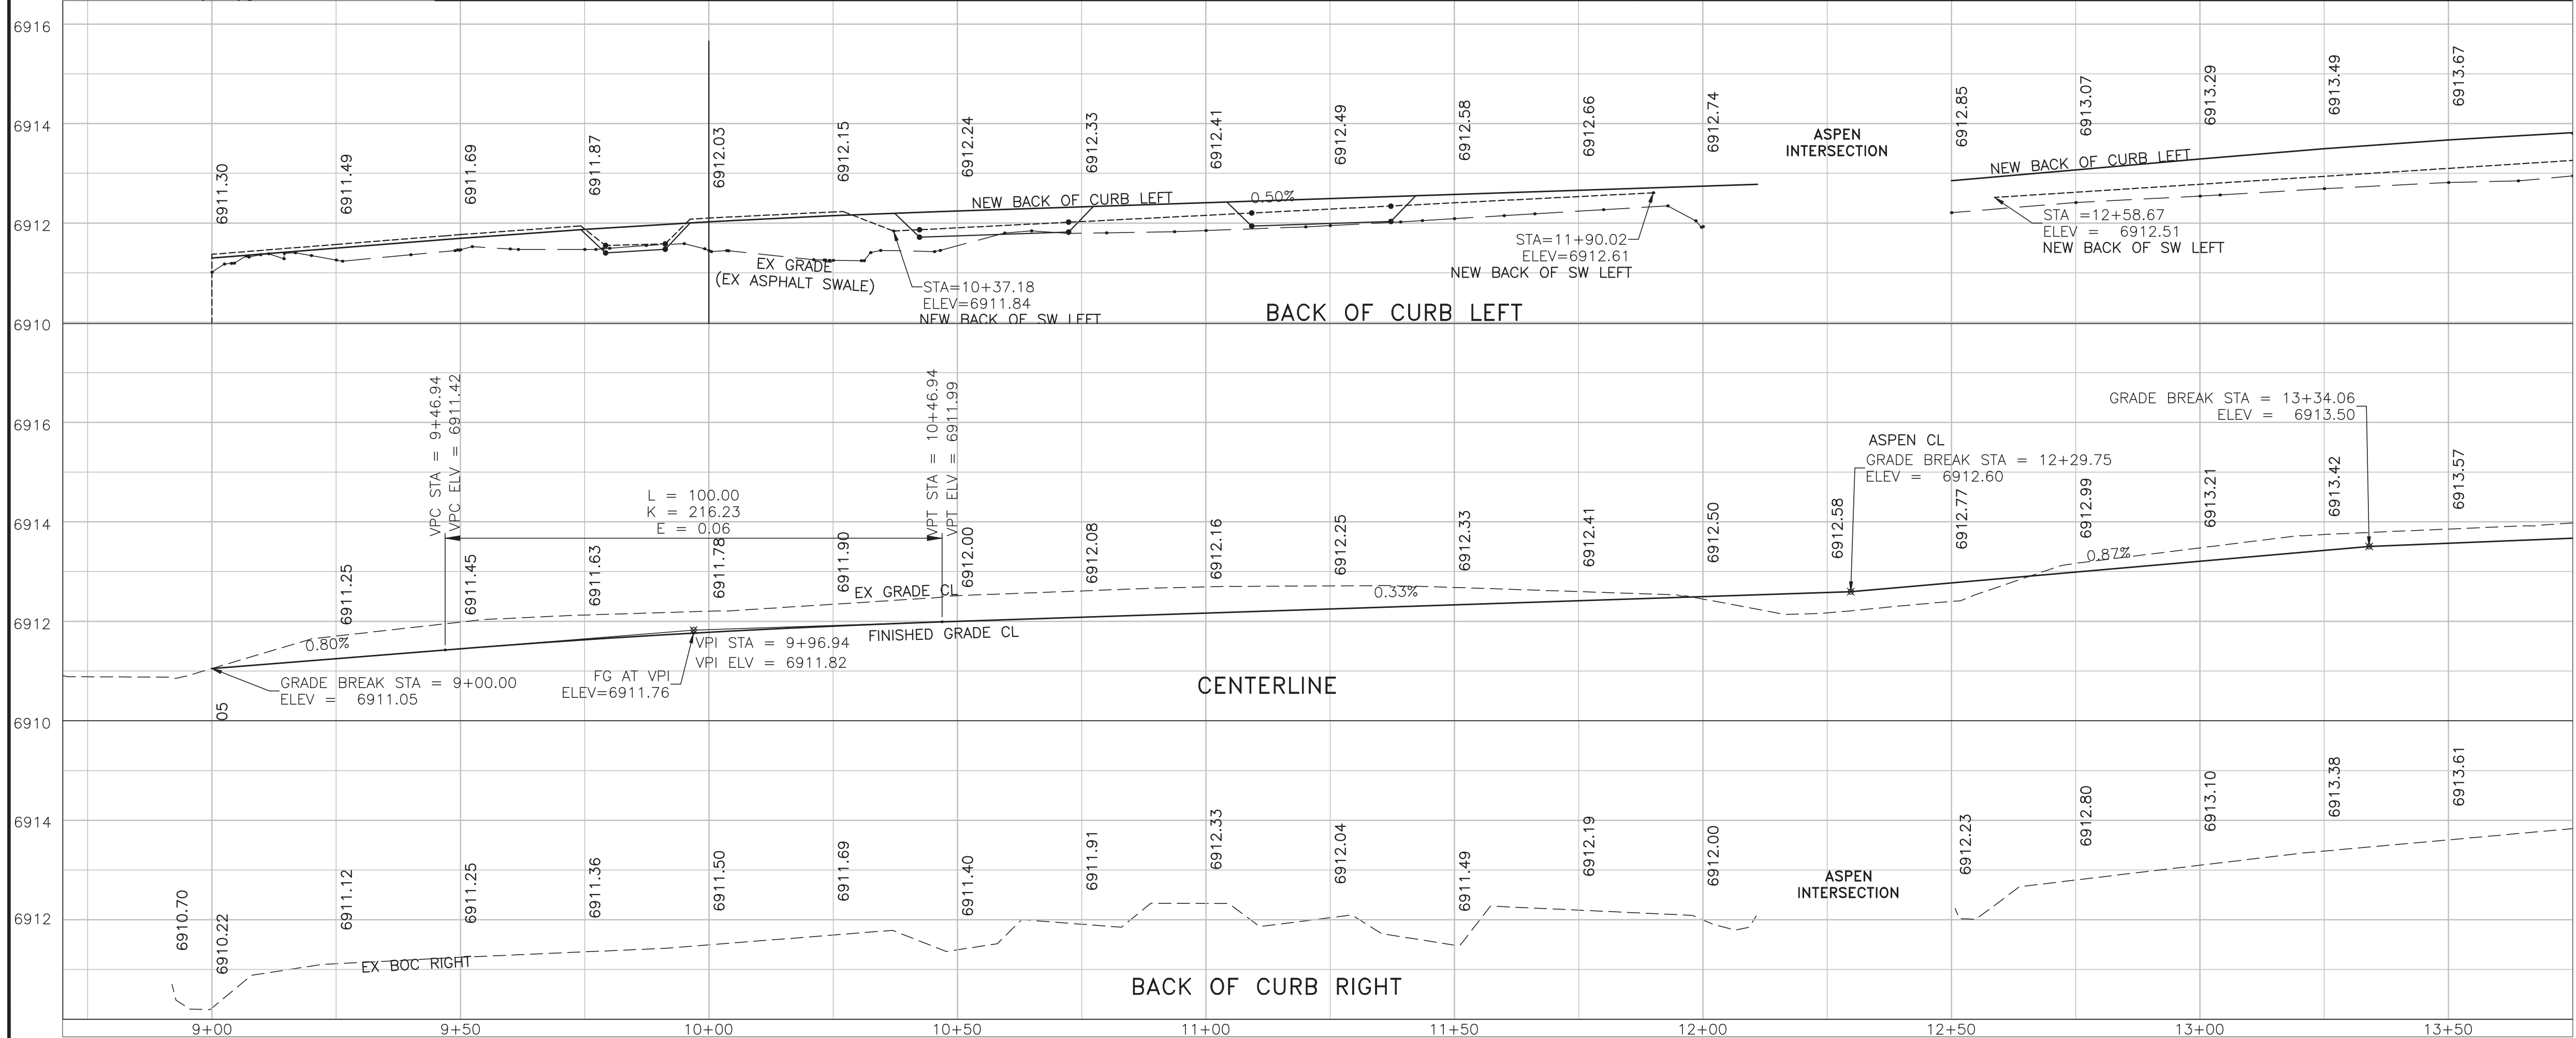 6916
6914
6912
6910
6911.30
6911.49
6911.69
6911.87
6912.03
6912.15
6912.24
6912.33
6912.41
6912.49
6912.58
6912.66
6912.74
ASPEN
INTERSECTION
6912.85
6913.07
6913.29
6913.49
6913.67
NEW BACK OF CURB LEFT
0.50%
NEW BACK OF CURB LEFT
EX GRADE
(EX ASPHALT SWALE)
STA=10+37.18
ELEV=6911.84
NEW BACK OF SW LEFT
STA=11+90.02
ELEV=6912.61
NEW BACK OF SW LEFT
STA =12+58.67
ELEV = 6912.51
NEW BACK OF SW LEFT
BACK OF CURB LEFT
6916
6914
6912
6910
VPC STA = 9+46.94
VPC ELV = 6911.42
L = 100.00
K = 216.23
E = 0.06
VPT STA = 10+46.94
VPT ELV = 6911.99
GRADE BREAK STA = 13+34.06
ELEV = 6913.50
ASPEN CL
GRADE BREAK STA = 12+29.75
ELEV = 6912.60
05
6911.25
6911.45
6911.63
6911.78
6911.90
6912.00
6912.08
6912.16
6912.25
6912.33
6912.41
6912.50
6912.58
6912.77
6912.99
6913.21
6913.42
6913.57
0.80%
EX GRADE CL
0.33%
0.87%
FINISHED GRADE CL
VPI STA = 9+96.94
VPI ELV = 6911.82
FG AT VPI
ELEV=6911.76
GRADE BREAK STA = 9+00.00
ELEV = 6911.05
CENTERLINE
6914
6912
6910.70
6910.22
6911.12
6911.25
6911.36
6911.50
6911.69
6911.40
6911.91
6912.33
6912.04
6911.49
6912.19
6912.00
ASPEN
INTERSECTION
6912.23
6912.80
6913.10
6913.38
6913.61
EX BOC RIGHT
BACK OF CURB RIGHT
9+00
9+50
10+00
10+50
11+00
11+50
12+00
12+50
13+00
13+50